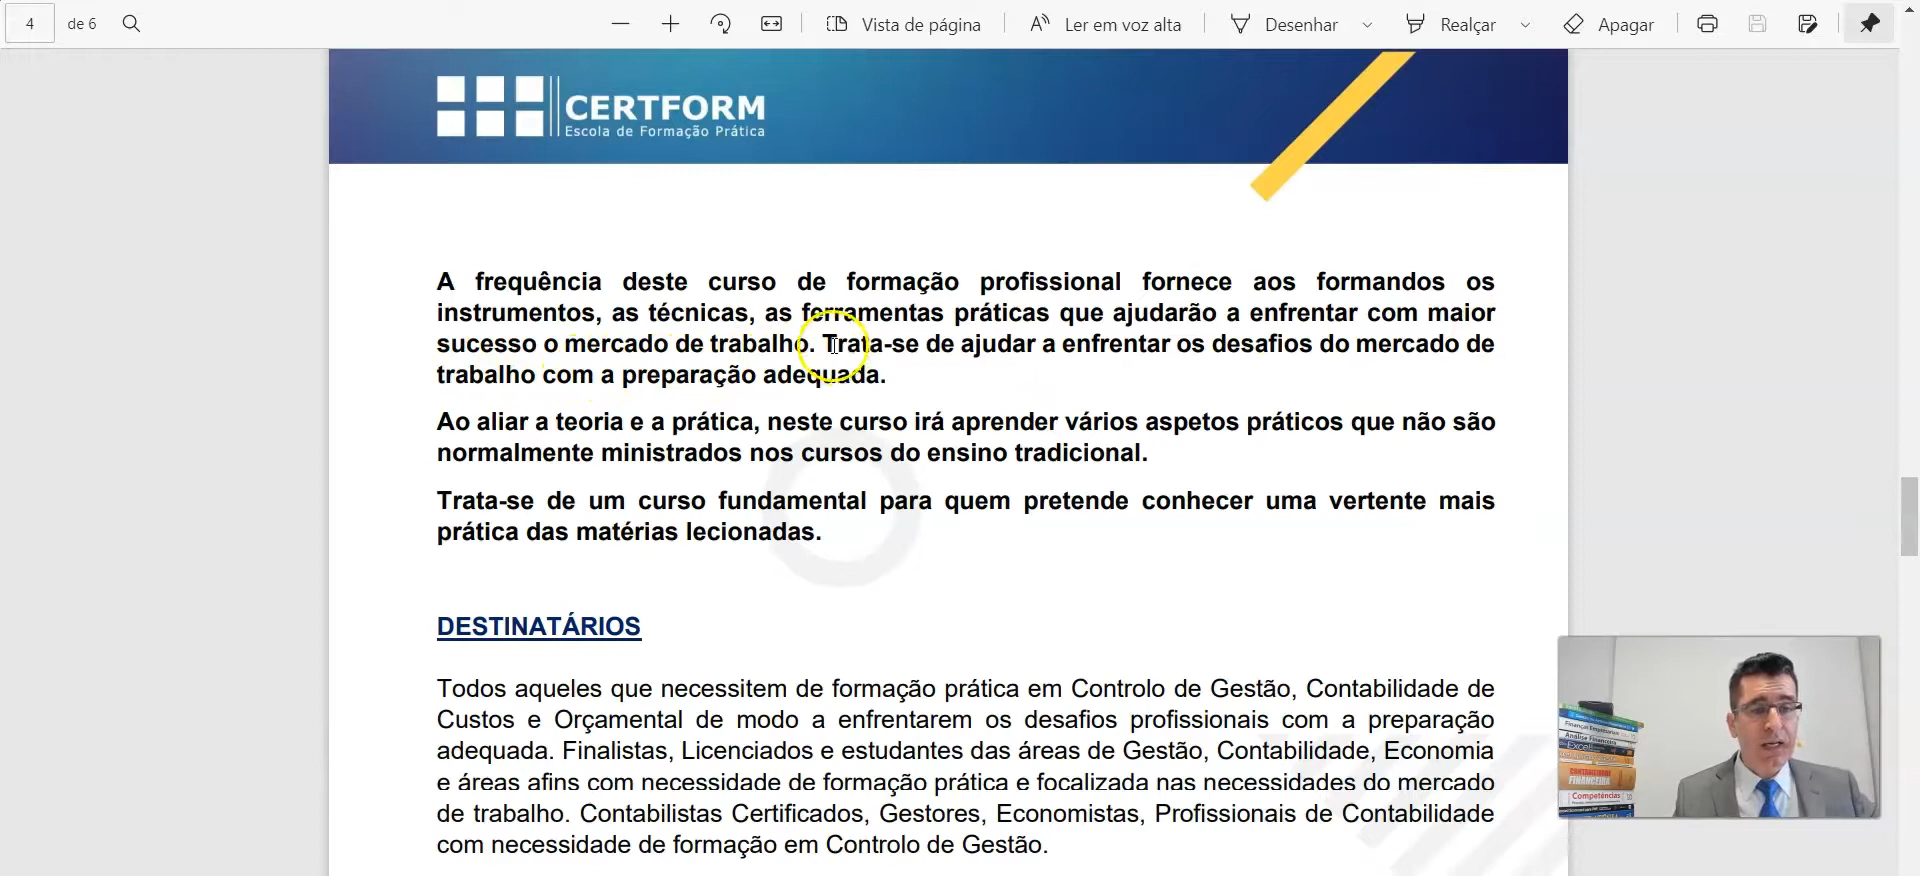 4 de 6 Vista de página Ler em voz alta Desenhar Realçar Apagar
CERTFORM
Escola de Formação Prática
A frequência deste curso de formação profissional fornece aos formandos os
instrumentos, as técnicas, as ferramentas práticas que ajudarão a enfrentar com maior
sucesso o mercado de trabalho. Trata-se de ajudar a enfrentar os desafios do mercado de
trabalho com a preparação adequada.
Ao aliar a teoria e a prática, neste curso irá aprender vários aspetos práticos que não são
normalmente ministrados nos cursos do ensino tradicional.
Trata-se de um curso fundamental para quem pretende conhecer uma vertente mais
prática das matérias lecionadas.
DESTINATÁRIOS
Todos aqueles que necessitem de formação prática em Controlo de Gestão, Contabilidade de
Custos e Orçamental de modo a enfrentarem os desafios profissionais com a preparação
adequada. Finalistas, Licenciados e estudantes das áreas de Gestão, Contabilidade, Economia
e áreas afins com necessidade de formação prática e focalizada nas necessidades do mercado
de trabalho. Contabilistas Certificados, Gestores, Economistas, Profissionais de Contabilidade
com necessidade de formação em Controlo de Gestão.
Finanças Empresariais
Análise Financeira
Excel
CONTABILIDADE
FINANCEIRA
Competências